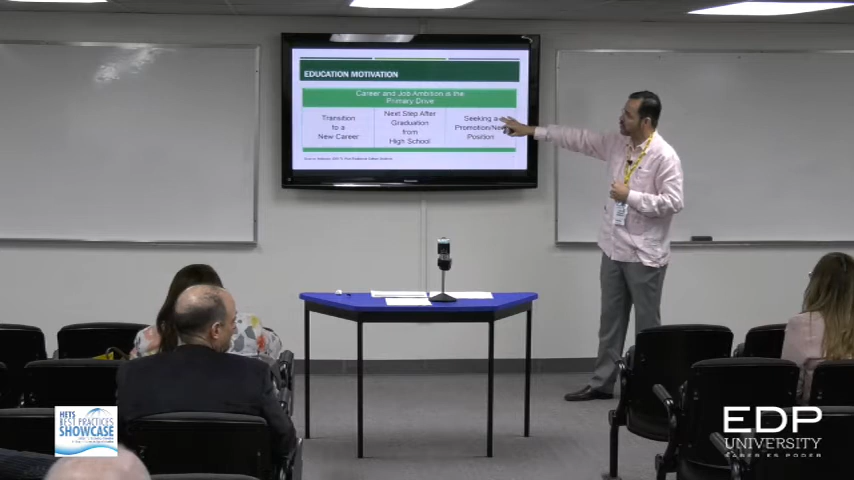 EDUCATION MOTIVATION
Career and Job Ambition is the
Primary Drive
Transition
to a
New Career
Next Step After
Graduation
from
High School
Seeking a
Promotion/New
Position
HETS
BEST PRACTICES
SHOWCASE
EDP
UNIVERSITY
SABER ES PODER